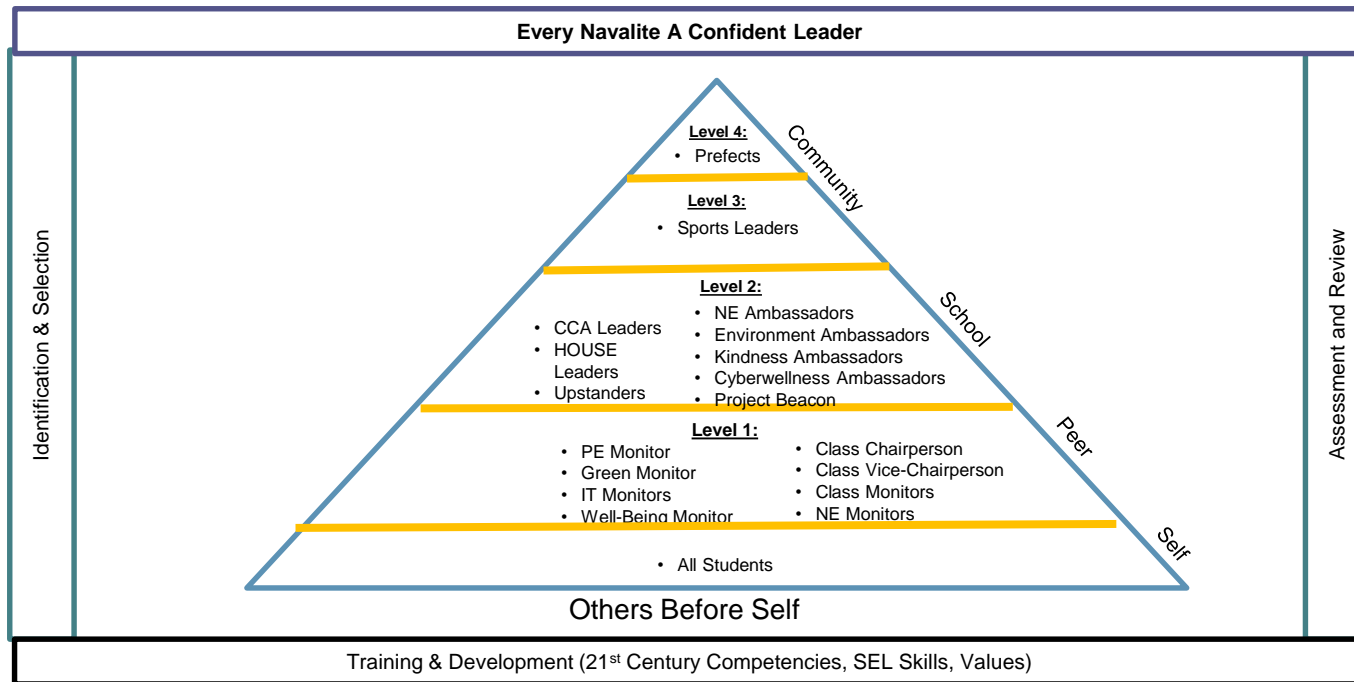 Every Navalite A Confident Leader
Identification & Selection
Level 4:
• Prefects
Level 3:
• Sports Leaders
Level 2:
• CCA Leaders
• HOUSE
Leaders
• Upstanders
• NE Ambassadors
• Environment Ambassadors
• Kindness Ambassadors
• Cyberwellness Ambassadors
• Project Beacon
Level 1:
• PE Monitor
• Green Monitor
• IT Monitors
• Well-Being Monitor
• Class Chairperson
• Class Vice-Chairperson
• Class Monitors
• NE Monitors
• All Students
Community
School
Peer
Self
Assessment and Review
Others Before Self
Training & Development (21st Century Competencies, SEL Skills, Values)